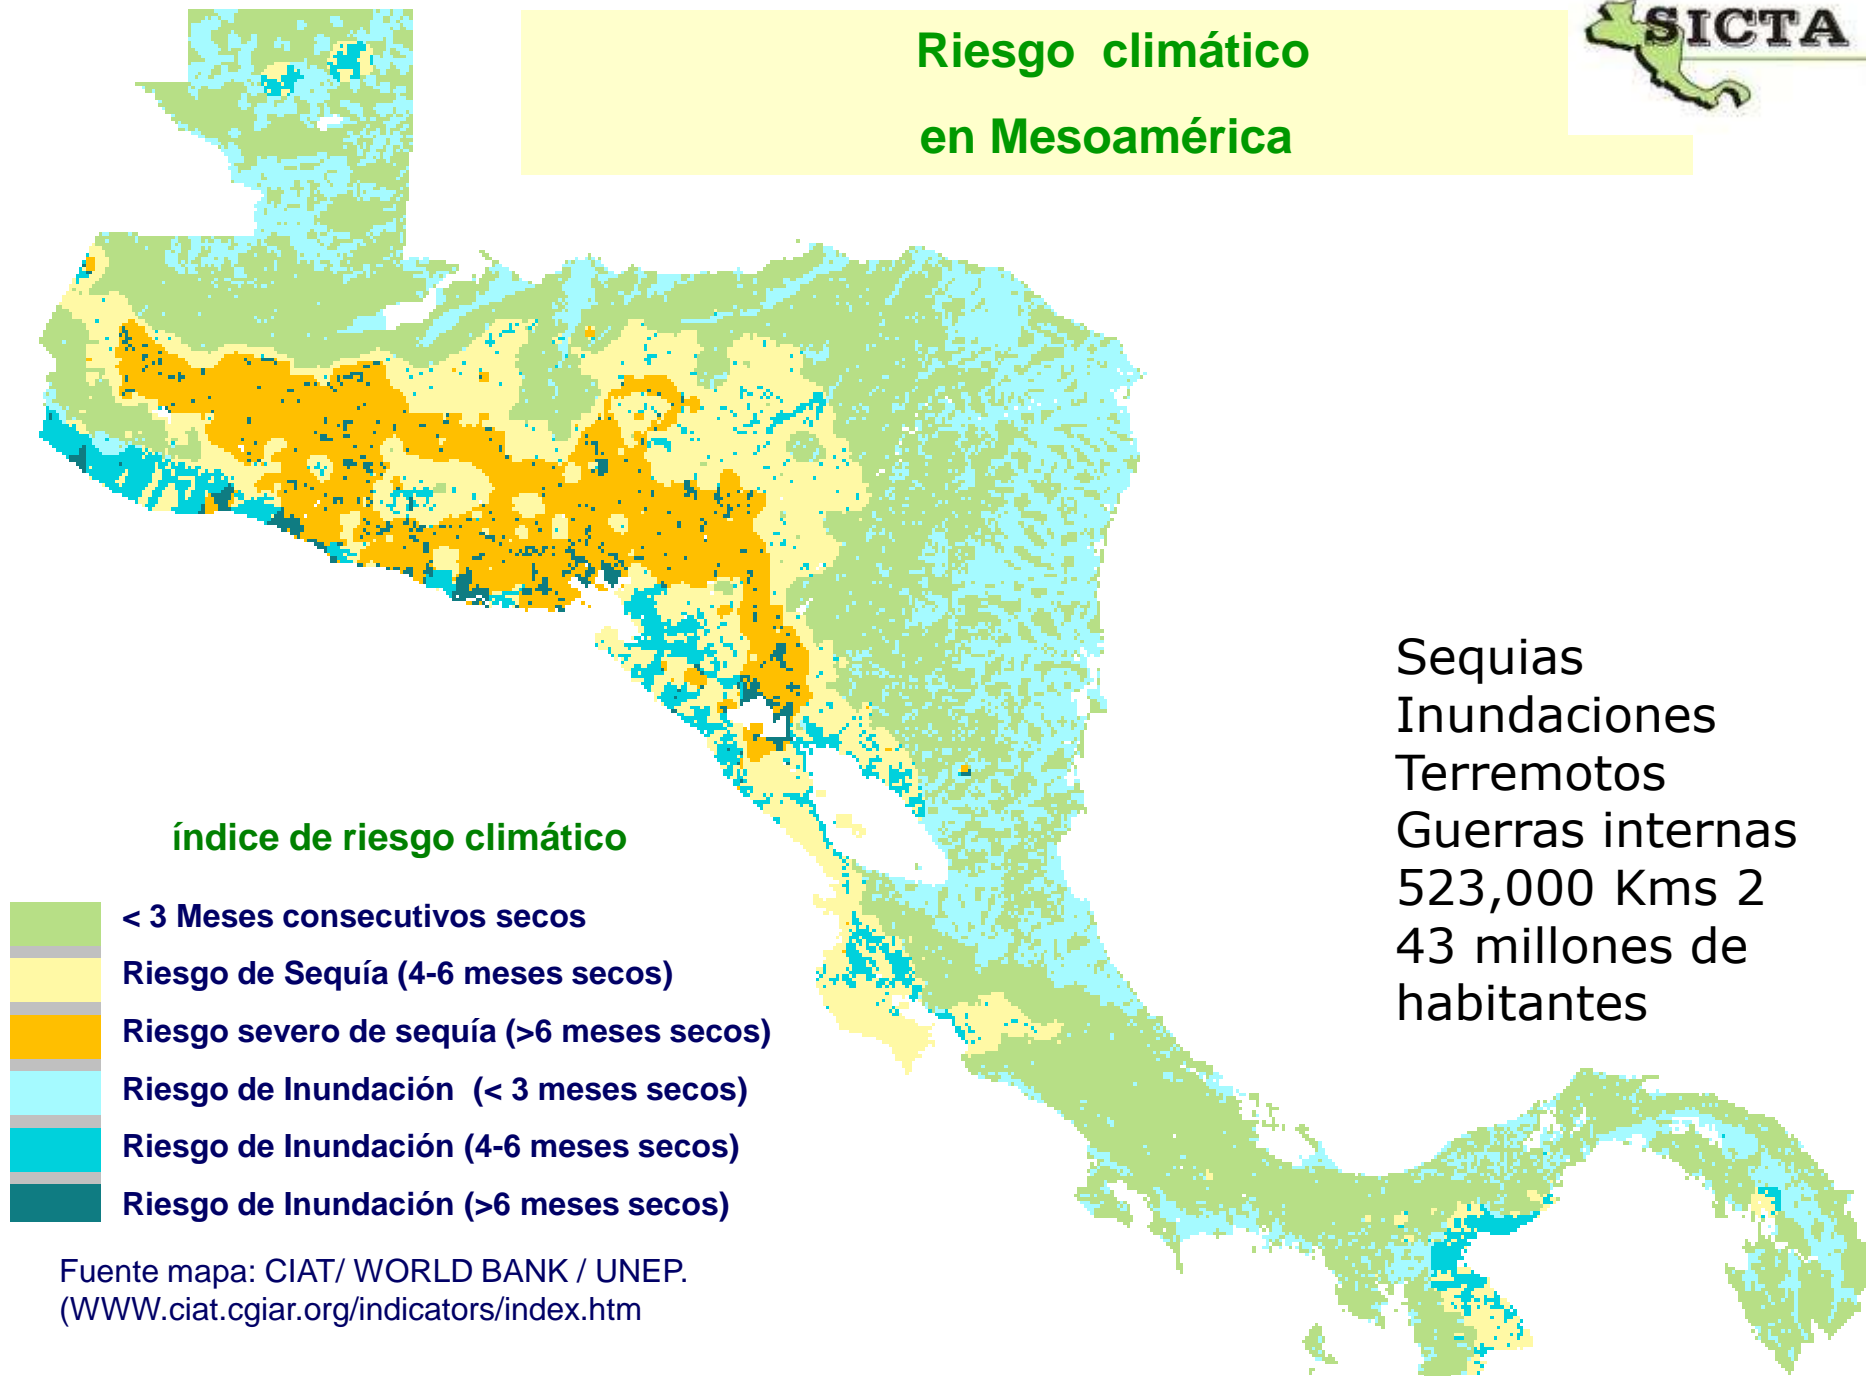 Riesgo climático
en Mesoamérica
SICTA
Sequias
Inundaciones
Terremotos
Guerras internas
523,000 Kms 2
43 millones de
habitantes
índice de riesgo climático
< 3 Meses consecutivos secos
Riesgo de Sequía (4-6 meses secos)
Riesgo severo de sequía (>6 meses secos)
Riesgo de Inundación (< 3 meses secos)
Riesgo de Inundación (4-6 meses secos)
Riesgo de Inundación (>6 meses secos)
Fuente mapa: CIAT/ WORLD BANK / UNEP.
(WWW.ciat.cgiar.org/indicators/index.htm